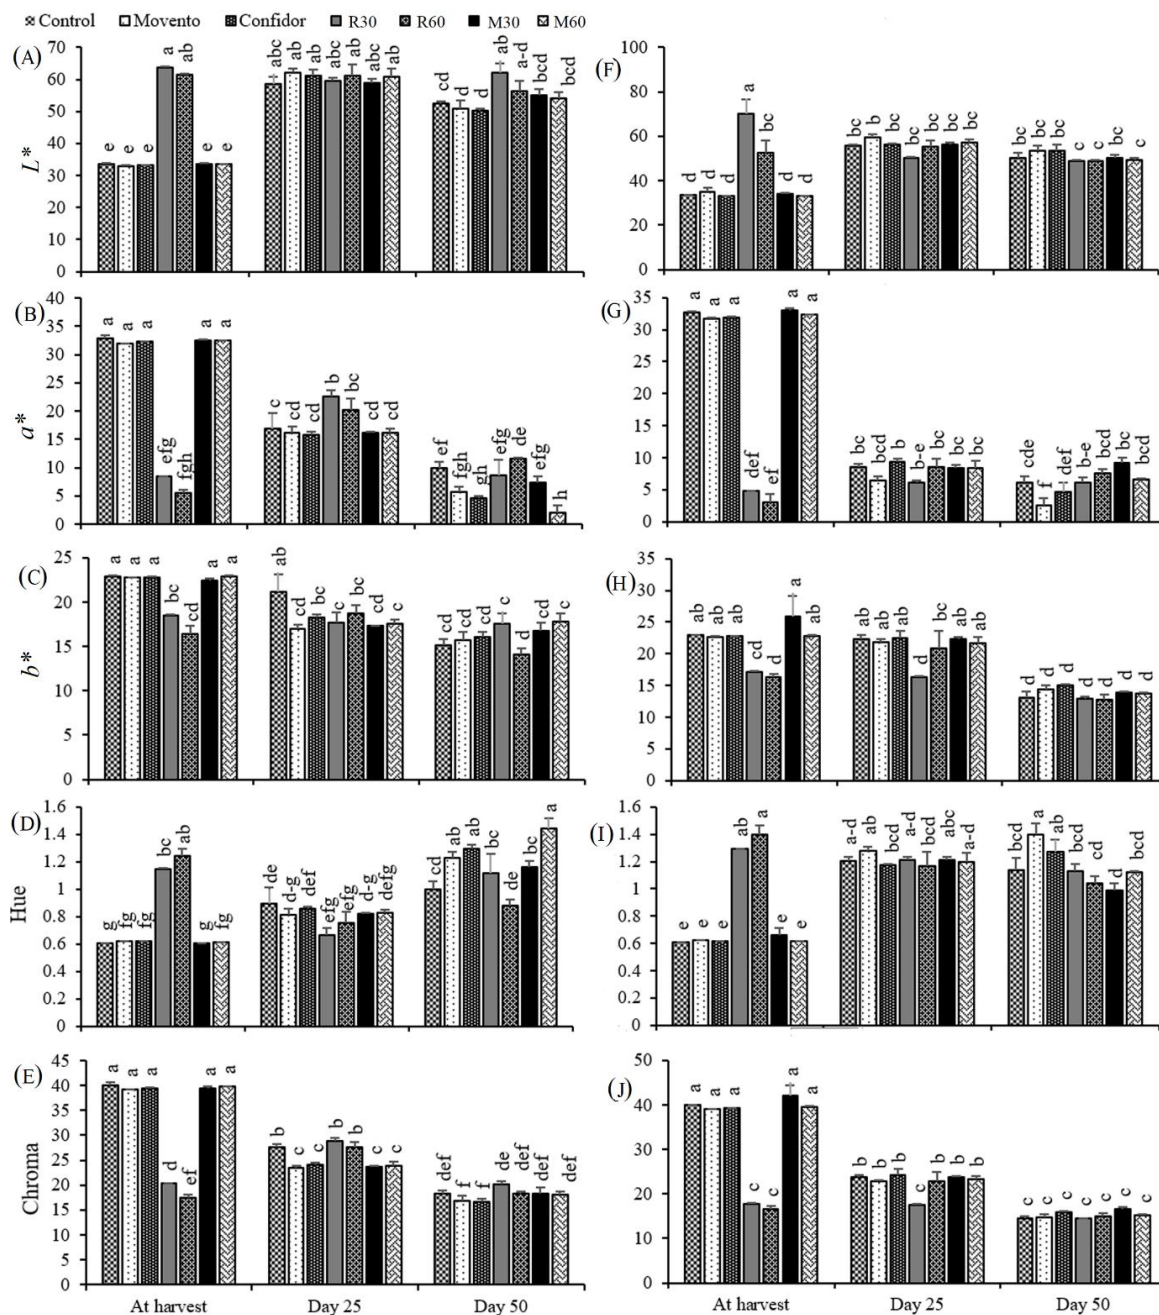 Control Movento Confidor R30 R60 M30 M60
(A)
L*
70
60
50
40
30
20
10
0
e e e a ab e e
abc ab ab abc ab abc ab
cd d d ab a-d bcd bcd
(F)
100
80
60
40
20
0
d d d a bc d d
bc b bc bc bc bc bc
bc bc bc c c bc c
(B)
a*
40
35
30
25
20
15
10
5
0
a a a efg fgh a a
c cd cd b bc cd cd
ef fgh gh efg de efg h
(G)
35
30
25
20
15
10
5
0
a a a def ef a a
bc bcd b b-e bc bc bc
cde f def b-e bcd bc bcd
(C)
b*
25
20
15
10
5
0
a a a bc cd a a
ab cd bc c bc cd c
cd cd cd c d cd c
(H)
35
30
25
20
15
10
5
0
ab ab ab cd d a ab
ab ab ab d bc ab ab
d d d d d d d
(D)
Hue
1.6
1.4
1.2
1
0.8
0.6
0.4
0.2
0
g fg fg bc ab g fg
de d-g def efg efg d-g defg
cd ab ab bc de bc a
(I)
1.6
1.4
1.2
1
0.8
0.6
0.4
0.2
0
e e e ab a e e
a-d ab bcd a-d bcd abc a-d
bcd a ab bcd cd d bcd
(E)
Chroma
45
40
35
30
25
20
15
10
5
0
a a a d ef a a
b c c b b c c
def f f de def def def
At harvest Day 25 Day 50
(J)
50
40
30
20
10
0
a a a c c a a
b b b c b b b
c c c c c c c
At harvest Day 25 Day 50